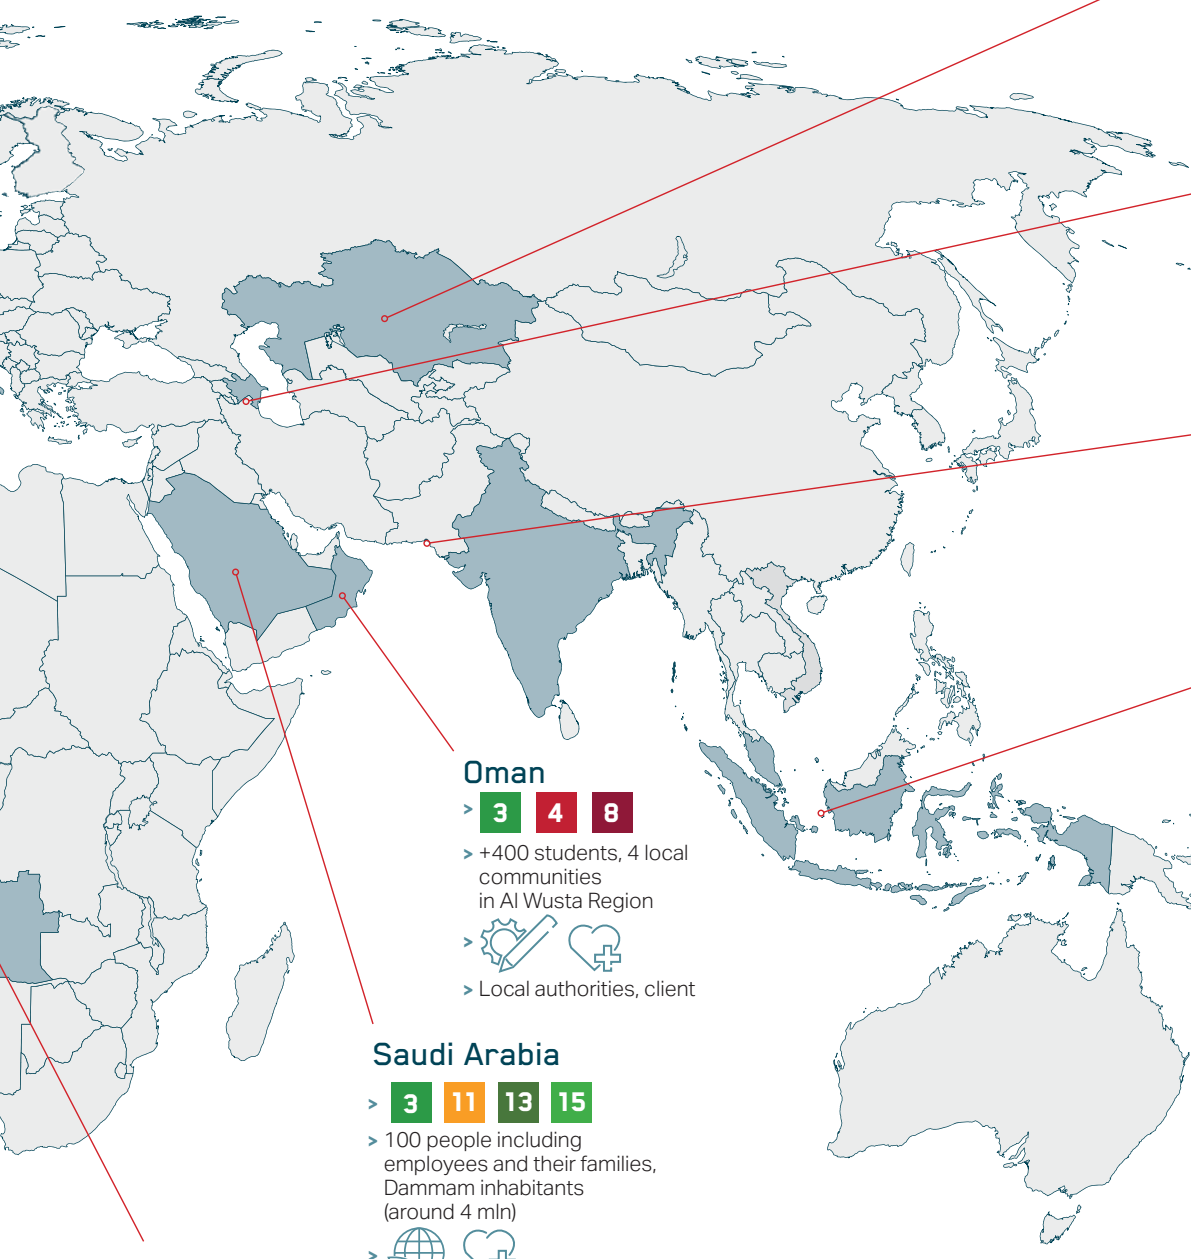 Oman
> 3 4 8
> +400 students, 4 local
communities
in Al Wusta Region
>
> Local authorities, client
Saudi Arabia
> 3 11 13 15
> 100 people including
employees and their families,
Dammam inhabitants
(around 4 mln)
>